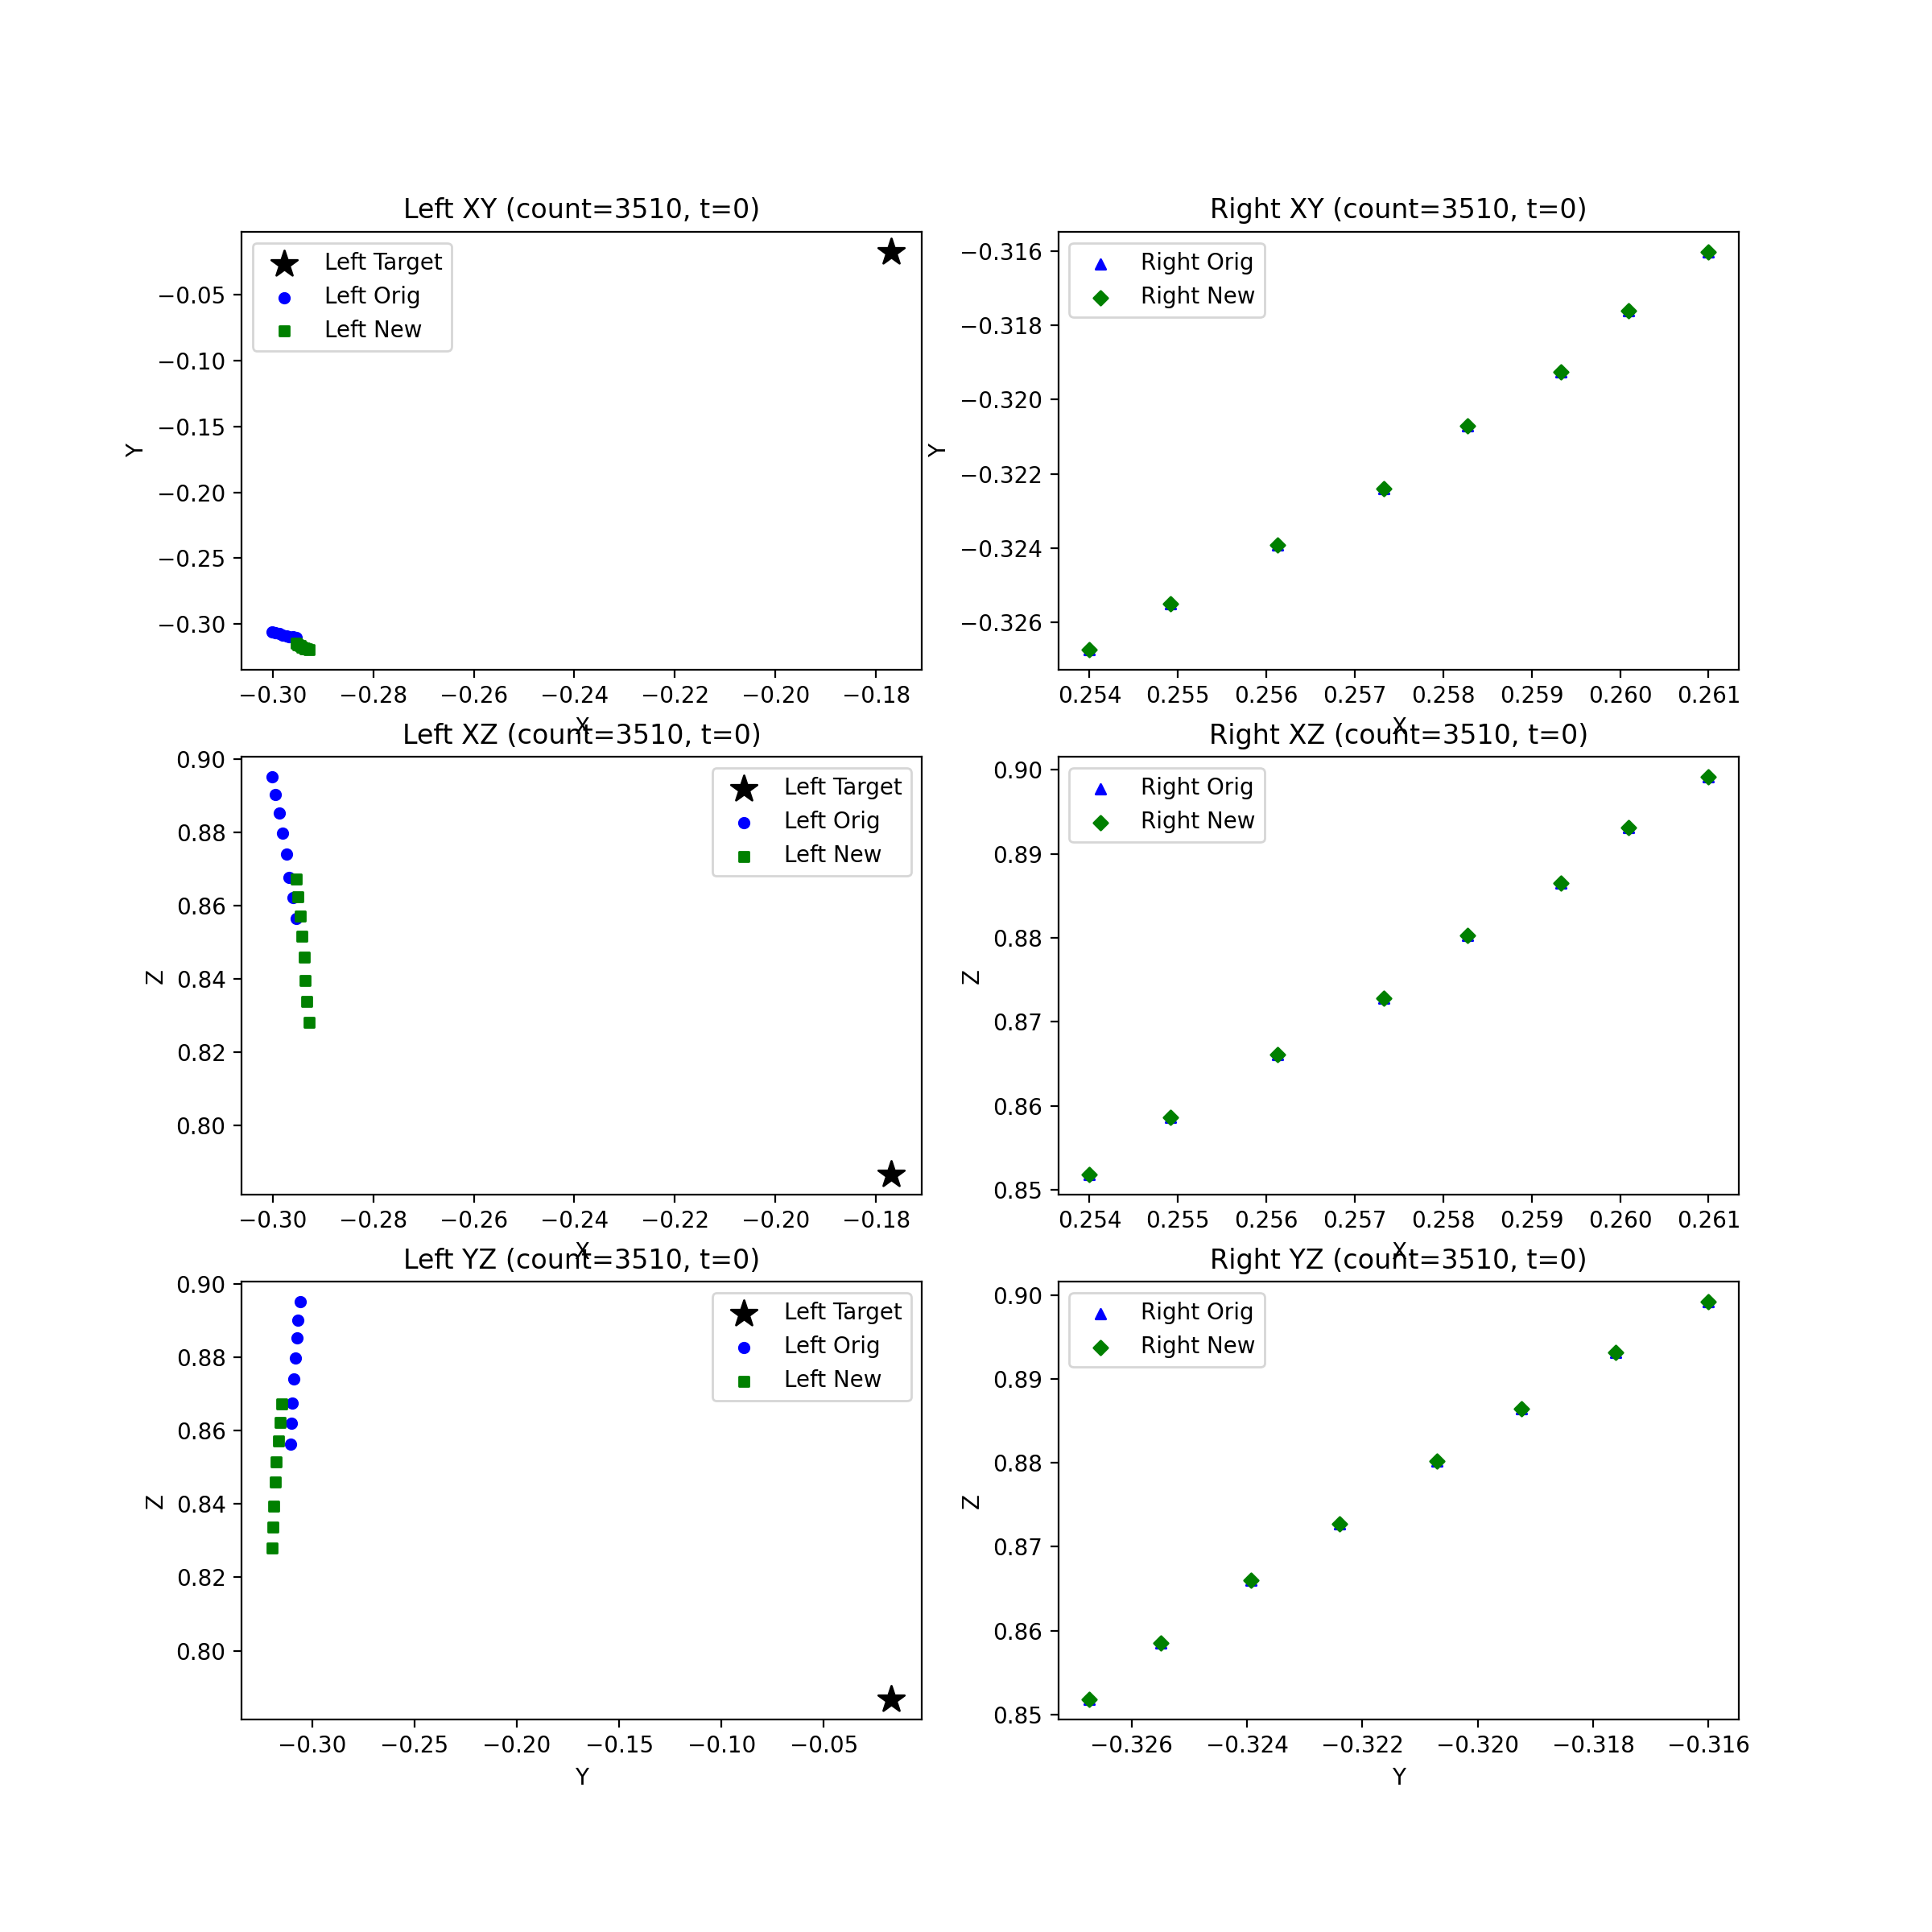 Left XY (count=3510, t=0)
Left Target
Left Orig
Left New
Y
−0.05
−0.10
−0.15
−0.20
−0.25
−0.30
−0.30 −0.28 −0.26 −0.24 −0.22 −0.20 −0.18
X
Right XY (count=3510, t=0)
Right Orig
Right New
Y
−0.316
−0.318
−0.320
−0.322
−0.324
−0.326
0.254 0.255 0.256 0.257 0.258 0.259 0.260 0.261
X
Left XZ (count=3510, t=0)
Left Target
Left Orig
Left New
Z
0.90
0.88
0.86
0.84
0.82
0.80
−0.30 −0.28 −0.26 −0.24 −0.22 −0.20 −0.18
X
Right XZ (count=3510, t=0)
Right Orig
Right New
Z
0.90
0.89
0.88
0.87
0.86
0.85
0.254 0.255 0.256 0.257 0.258 0.259 0.260 0.261
X
Left YZ (count=3510, t=0)
Left Target
Left Orig
Left New
Z
0.90
0.88
0.86
0.84
0.82
0.80
−0.30 −0.25 −0.20 −0.15 −0.10 −0.05
Y
Right YZ (count=3510, t=0)
Right Orig
Right New
Z
0.90
0.89
0.88
0.87
0.86
0.85
−0.326 −0.324 −0.322 −0.320 −0.318 −0.316
Y